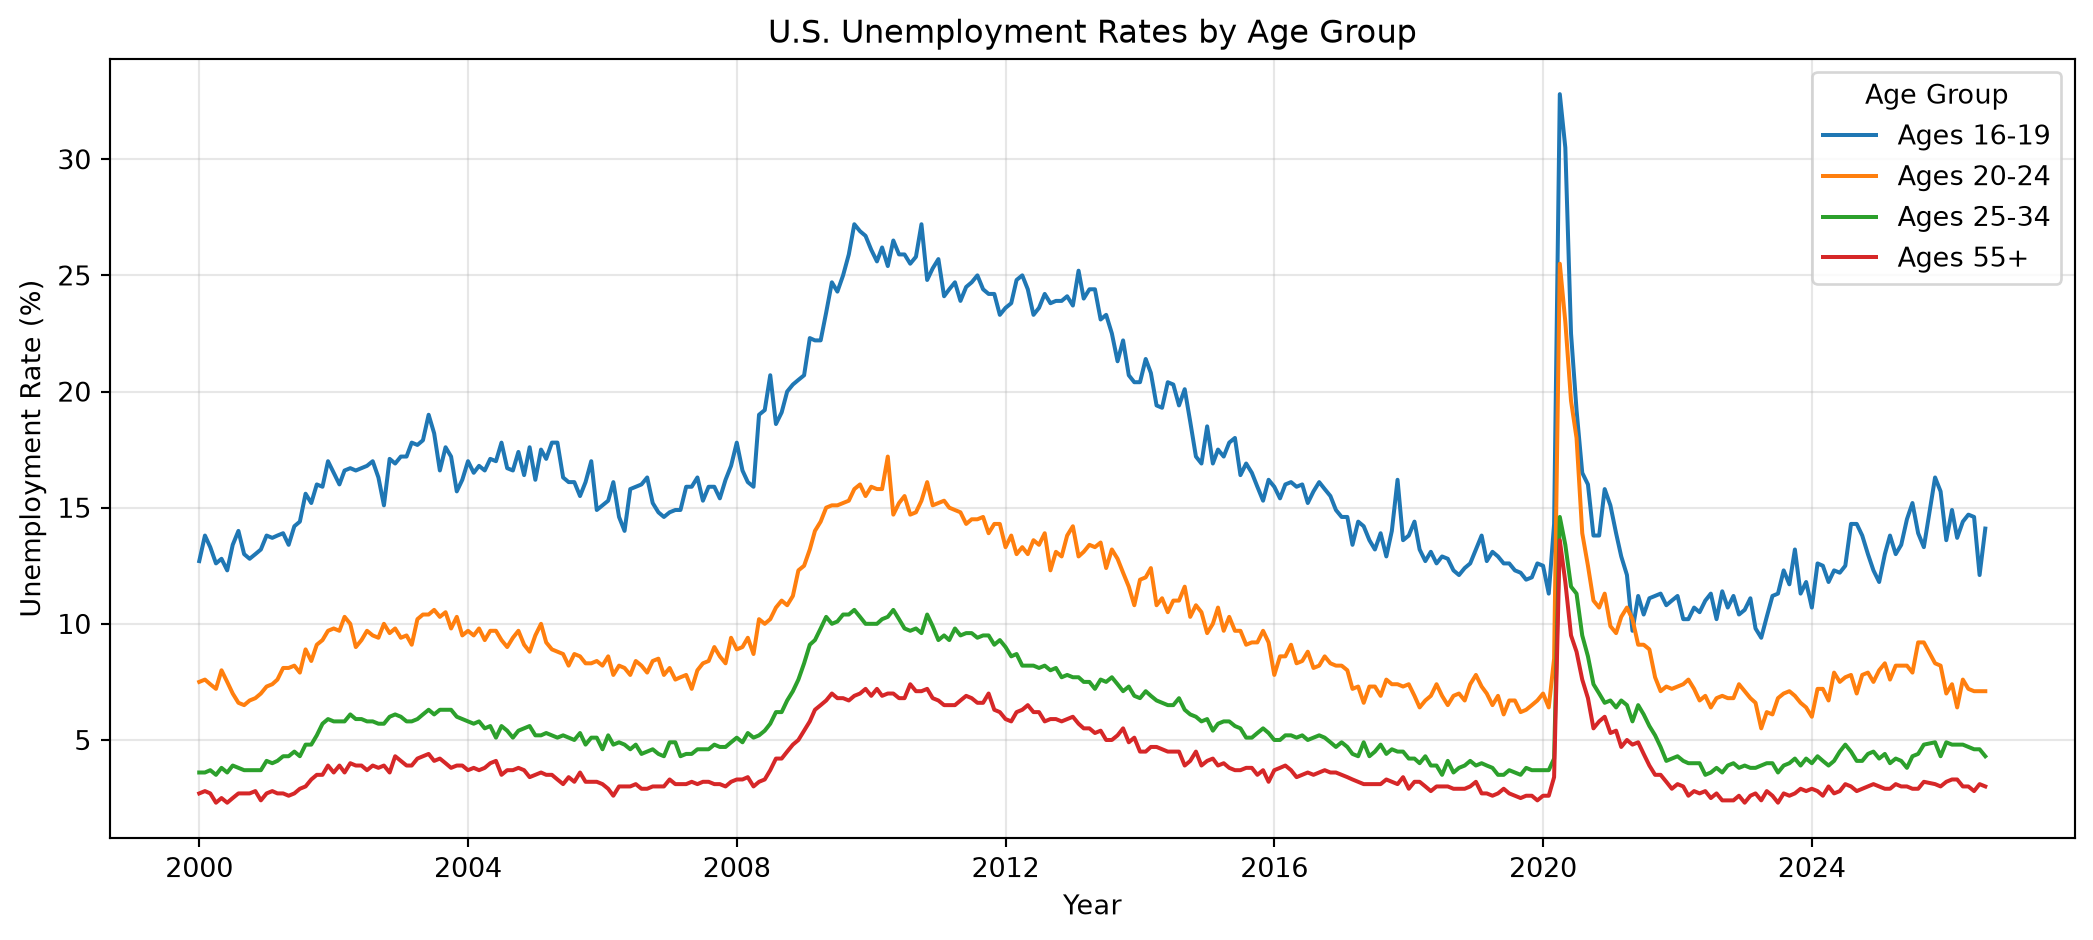 U.S. Unemployment Rates by Age Group
Unemployment Rate (%)
30
25
20
15
10
5
Age Group
Ages 16-19
Ages 20-24
Ages 25-34
Ages 55+
2000 2004 2008 2012 2016 2020 2024
Year